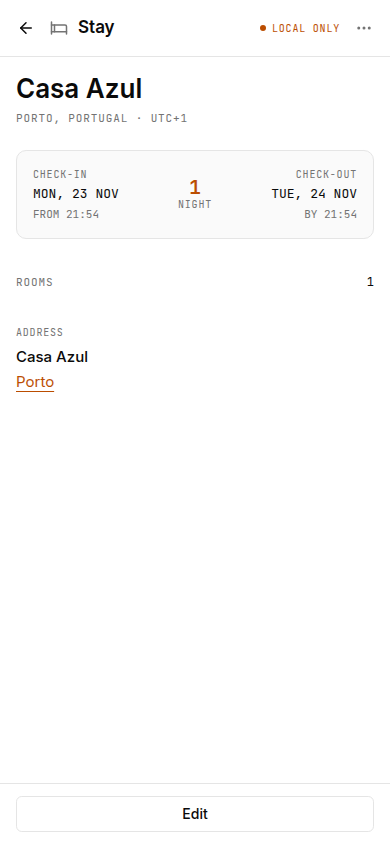 Stay
LOCAL ONLY
Casa Azul
PORTO, PORTUGAL · UTC+1
CHECK-IN
MON, 23 NOV
FROM 21:54
1
NIGHT
CHECK-OUT
TUE, 24 NOV
BY 21:54
ROOMS
1
ADDRESS
Casa Azul
Porto
Edit